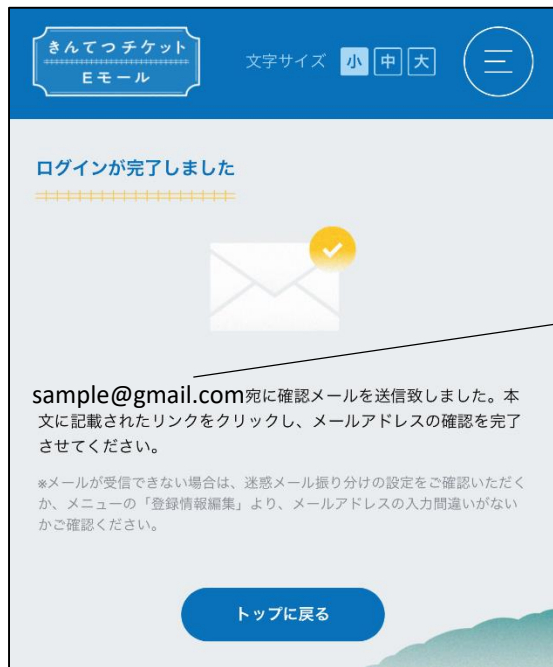 きんてつチケット
Eモール
文字サイズ 小 中 大
ログインが完了しました
sample@gmail.com宛に確認メールを送信致しました。本
文に記載されたリンクをクリックし、メールアドレスの確認を完了
させてください。
※メールが受信できない場合は、迷惑メール振り分けの設定をご確認いただく
か、メニューの「登録情報編集」より、メールアドレスの入力間違いがない
かご確認ください。
トップに戻る